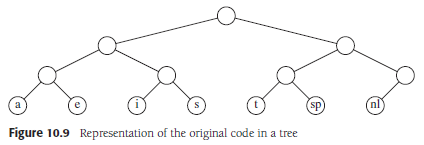 a e i s t sp nl
Figure 10.9 Representation of the original code in a tree